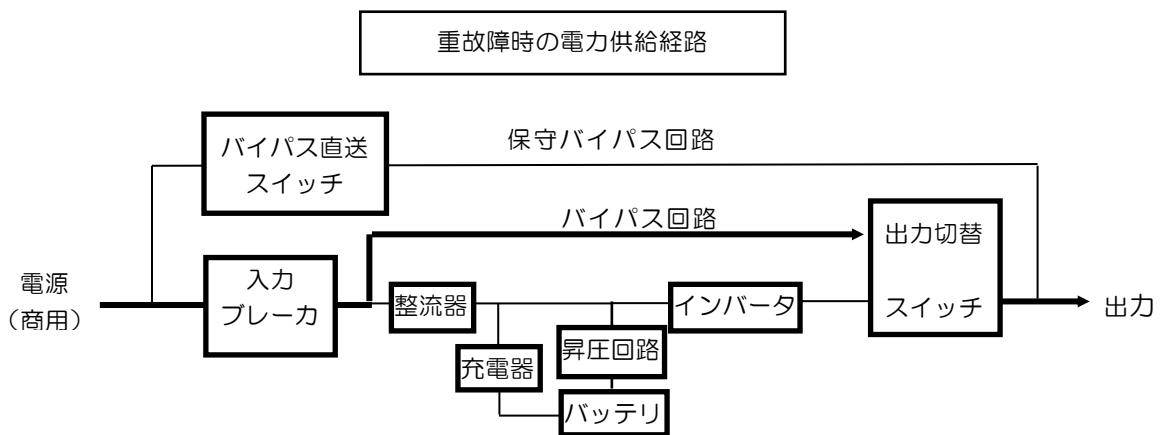 重故障時の電力供給経路
バイパス直送
スイッチ
保守バイパス回路
バイパス回路
電源
（商用）
入力
ブレーカ
整流器
充電器
昇圧回路
バッテリ
インバータ
出力切替
スイッチ
出力